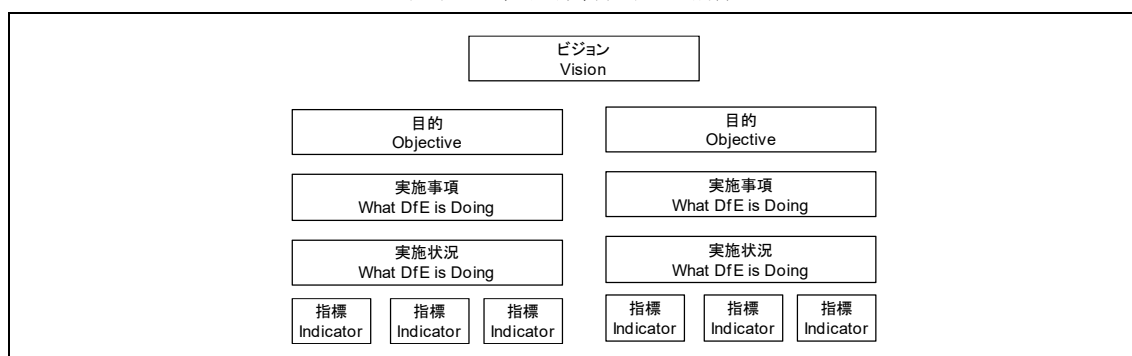 ビジョン
Vision
目的
Objective
目的
Objective
実施事項
What DfE is Doing
実施事項
What DfE is Doing
実施状況
What DfE is Doing
実施状況
What DfE is Doing
指標
Indicator
指標
Indicator
指標
Indicator
指標
Indicator
指標
Indicator
指標
Indicator